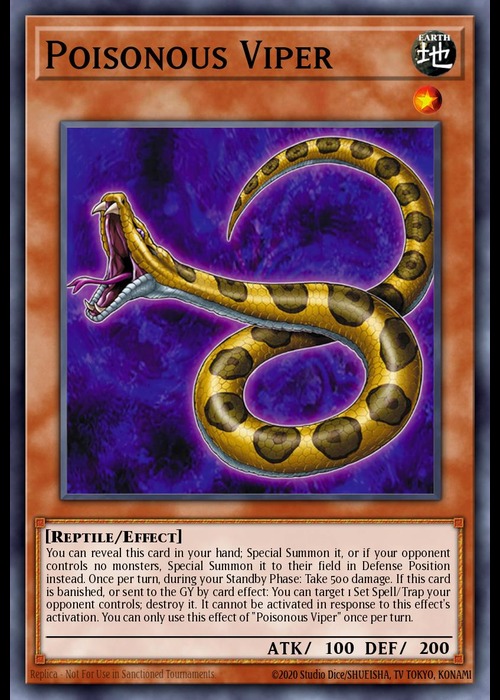 POISONOUS VIPER
EARTH
地
[REPTILE/EFFECT]
You can reveal this card in your hand; Special Summon it, or if your opponent
controls no monsters, Special Summon it to their field in Defense Position
instead. Once per turn, during your Standby Phase: Take 500 damage. If this card
is banished, or sent to the GY by card effect: You can target 1 Set Spell/Trap your
opponent controls; destroy it. It cannot be activated in response to this effect's
activation. You can only use this effect of "Poisonous Viper" once per turn.
ATK/ 100 DEF/ 200
Replica - Not For Use in Sanctioned Tournaments
©2020 Studio Dice/SHUEISHA, TV TOKYO, KONAMI